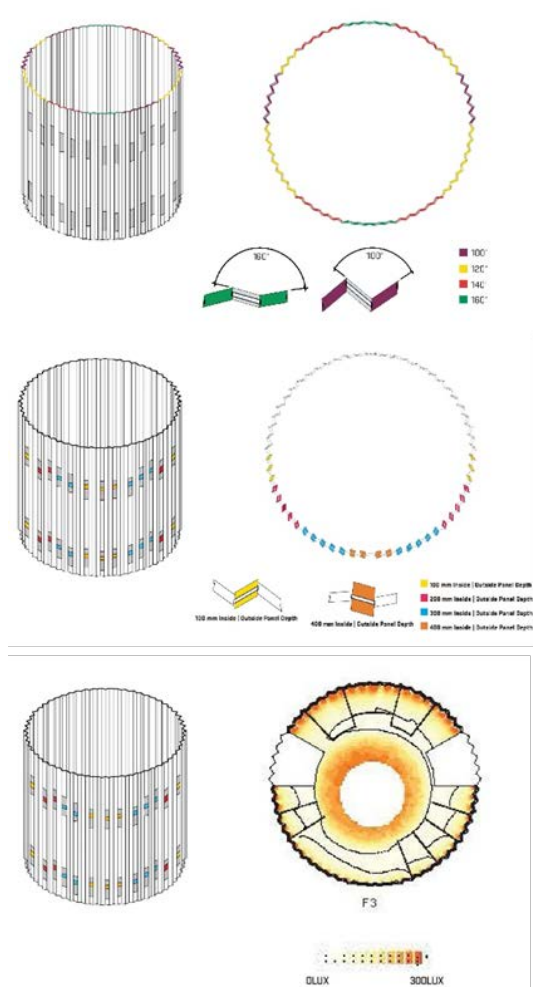 160°
100°
100°
120°
140°
160°
100 mm Inside | Outside Panel Depth
400 mm Inside | Outside Panel Depth
100 mm Inside | Outside Panel Depth
200 mm Inside | Outside Panel Depth
300 mm Inside | Outside Panel Depth
400 mm Inside | Outside Panel Depth
F3
0LUX
300LUX